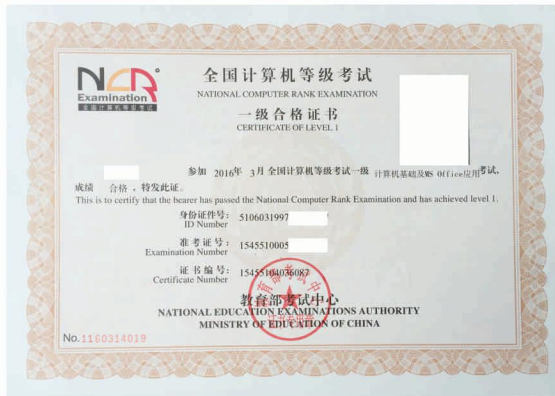 NCR
Examination
全国计算机等级考试
全国计算机等级考试
NATIONAL COMPUTER RANK EXAMINATION
一级合格证书
CERTIFICATE OF LEVEL 1
参加 2016年 3月 全国计算机等级考试一级 计算机基础及MS Office应用 考试,
成绩 合格 , 特发此证。
This is to certify that the bearer has passed the National Computer Rank Examination and has achieved level 1.
身份证件号: 5106031997
ID Number
准考证号: 1545510005
Examination Number
证书编号: 15455104036087
Certificate Number
教育部考试中心
NATIONAL EDUCATION EXAMINATIONS AUTHORITY
MINISTRY OF EDUCATION OF CHINA
No.1160314019